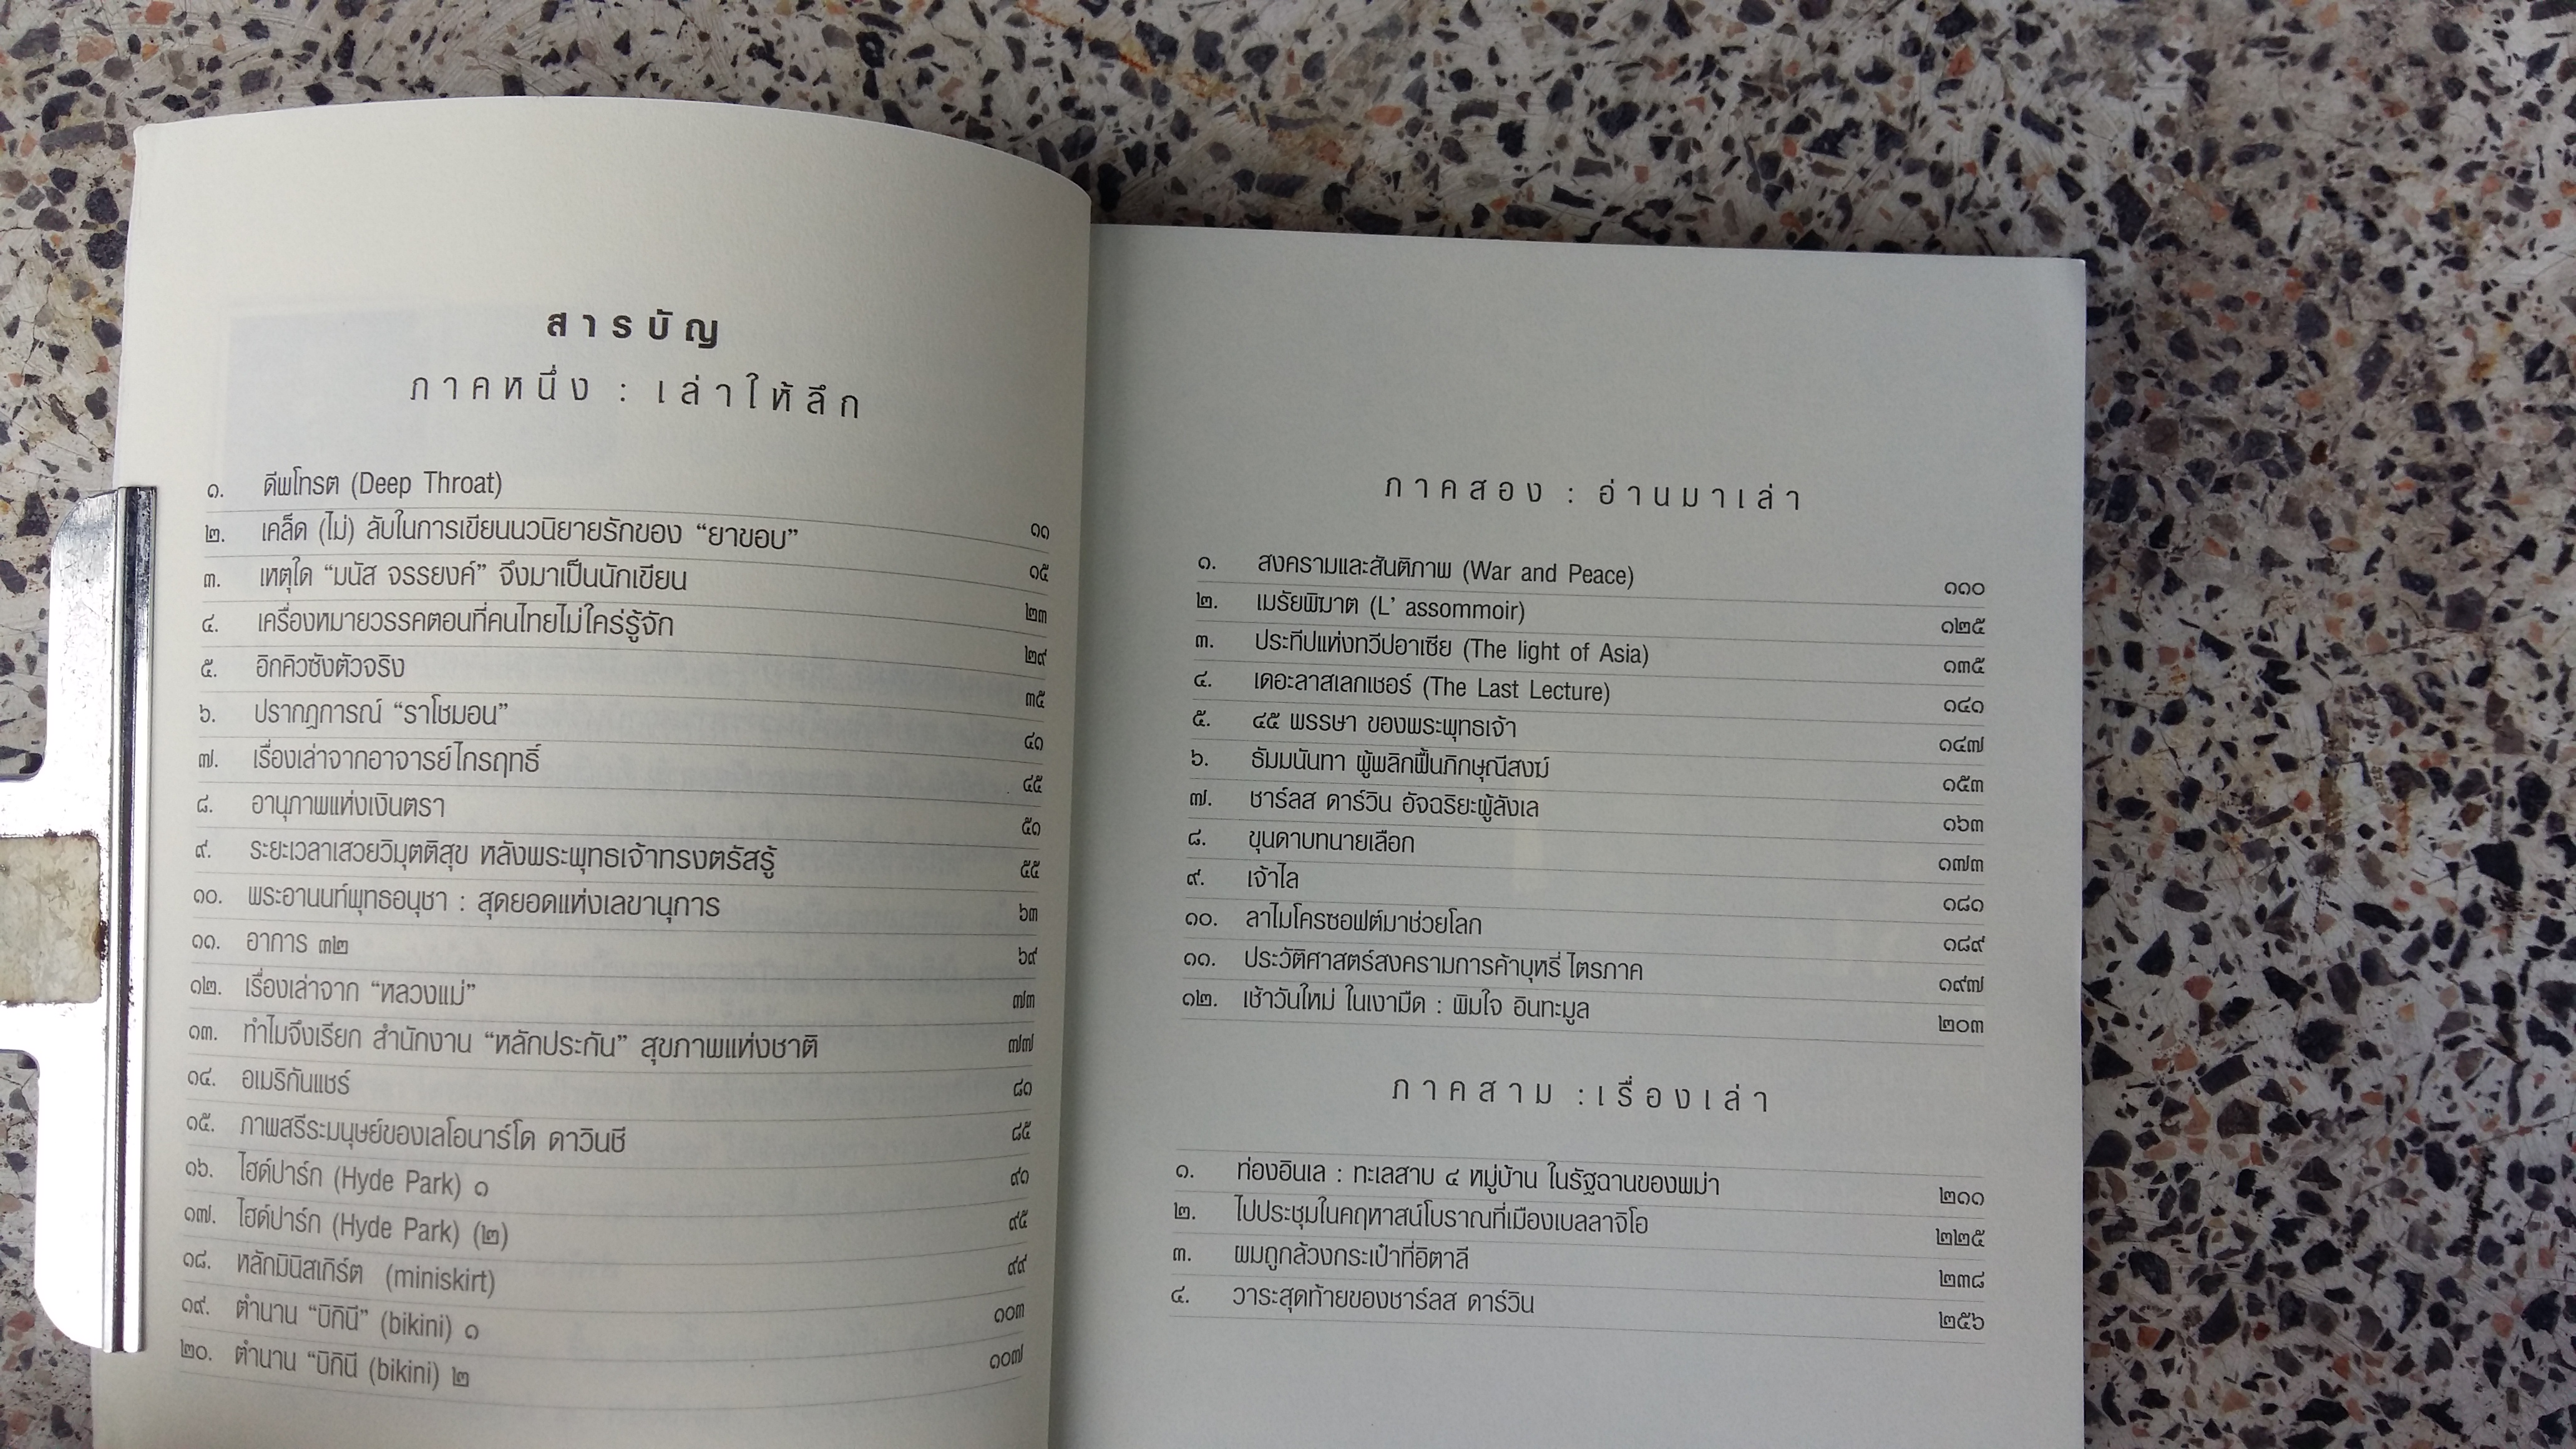 สารบัญ
ภาคหนึ่ง : เล่าให้ลึก
๑. ดีพโทรต (Deep Throat) ๑๑
๒. เคล็ด (ไม่) ลับในการเขียนนวนิยายรักของ “ยาขอบ” ๑๕
๓. เหตุใด “มนัส จรรยงค์” จึงมาเป็นนักเขียน ๒๓
๔. เครื่องหมายวรรคตอนที่คนไทยไม่ใคร่รู้จัก ๒๙
๕. อิกคิวซังตัวจริง ๓๕
๖. ปรากฏการณ์ “ราโชมอน” ๔๑
๗. เรื่องเล่าจากอาจารย์ไกรฤทธิ์ ๔๕
๘. อานุภาพแห่งเงินตรา ๕๑
๙. ระยะเวลาเสวยวิมุตติสุข หลังพระพุทธเจ้าทรงตรัสรู้ ๕๕
๑๐. พระอานนท์พุทธอนุชา : สุดยอดแห่งเลขานุการ ๖๓
๑๑. อาการ ๓๒ ๖๙
๑๒. เรื่องเล่าจาก “หลวงแม่” ๗๓
๑๓. ทำไมจึงเรียก สำนักงาน “หลักประกัน” สุขภาพแห่งชาติ ๗๗
๑๔. อเมริกันแชร์ ๘๑
๑๕. ภาพสรีระมนุษย์ของเลโอนาร์โด ดาวินชี ๘๕
๑๖. ไฮด์ปาร์ก (Hyde Park) ๑ ๙๑
๑๗. ไฮด์ปาร์ก (Hyde Park) (๒) ๙๕
๑๘. หลักมินิสเกิร์ต (miniskirt) ๙๙
๑๙. ตำนาน “บิกินี” (bikini) ๑ ๑๐๓
๒๐. ตำนาน “บิกินี (bikini) ๒ ๑๐๗
ภาคสอง : อ่านมาเล่า
๑. สงครามและสันติภาพ (War and Peace) ๑๑๐
๒. เมรัยพิฆาต (L’ assommoir) ๑๒๕
๓. ประทีปแห่งทวีปอาเซีย (The light of Asia) ๑๓๕
๔. เดอะลาสเลกเชอร์ (The Last Lecture) ๑๔๑
๕. ๔๕ พรรษา ของพระพุทธเจ้า ๑๔๗
๖. ธัมมนันทา ผู้พลิกฟื้นภิกษุณีสงฆ์ ๑๕๓
๗. ชาร์ลส ดาร์วิน อัจฉริยะผู้ลังเล ๑๖๓
๘. ขุนดาบทนายเลือก ๑๗๓
๙. เจ้าไล ๑๘๑
๑๐. ลาไมโครซอฟต์มาช่วยโลก ๑๘๙
๑๑. ประวัติศาสตร์สงครามการค้าบุหรี่ ไตรภาค ๑๙๗
๑๒. เช้าวันใหม่ ในเงามืด : พิมใจ อินทะมูล ๒๐๓
ภาคสาม :เรื่องเล่า
๑. ท่องอินเล : ทะเลสาบ ๔ หมู่บ้าน ในรัฐฉานของพม่า ๒๑๑
๒. ไปประชุมในคฤหาสน์โบราณที่เมืองเบลลาจิโอ ๒๒๕
๓. ผมถูกล้วงกระเป๋าที่อิตาลี ๒๓๘
๔. วาระสุดท้ายของชาร์ลส ดาร์วิน ๒๕๖